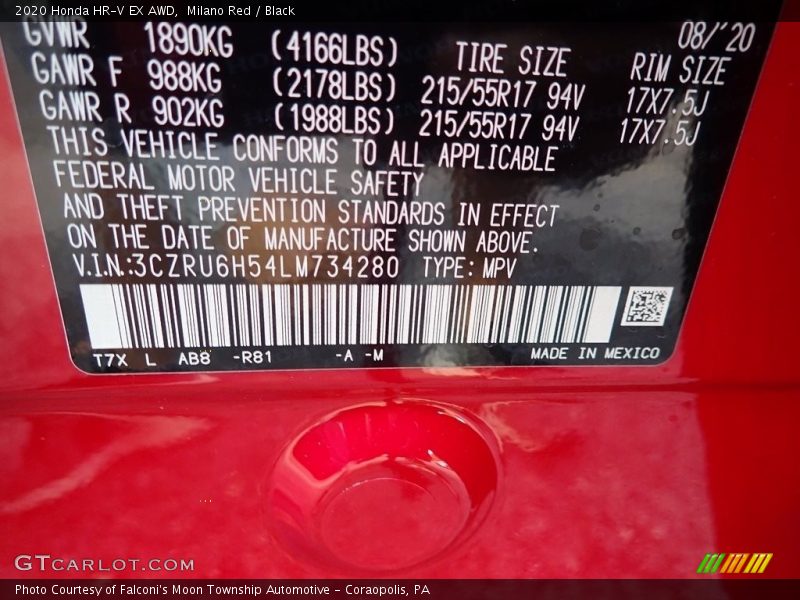 2020 Honda HR-V EX AWD, Milano Red / Black
08/'20
GVWR 1890KG (4166LBS) TIRE SIZE RIM SIZE
GAWR F 988KG (2178LBS) 215/55R17 94V 17X7.5J
GAWR R 902KG (1988LBS) 215/55R17 94V 17X7.5J
THIS VEHICLE CONFORMS TO ALL APPLICABLE
FEDERAL MOTOR VEHICLE SAFETY
AND THEFT PREVENTION STANDARDS IN EFFECT
ON THE DATE OF MANUFACTURE SHOWN ABOVE.
V.I.N.:3CZRU6H54LM734280 TYPE: MPV
T7X L AB8 -R81 -A -M MADE IN MEXICO
GTCARLOT.COM
Photo Courtesy of Falconi's Moon Township Automotive - Coraopolis, PA